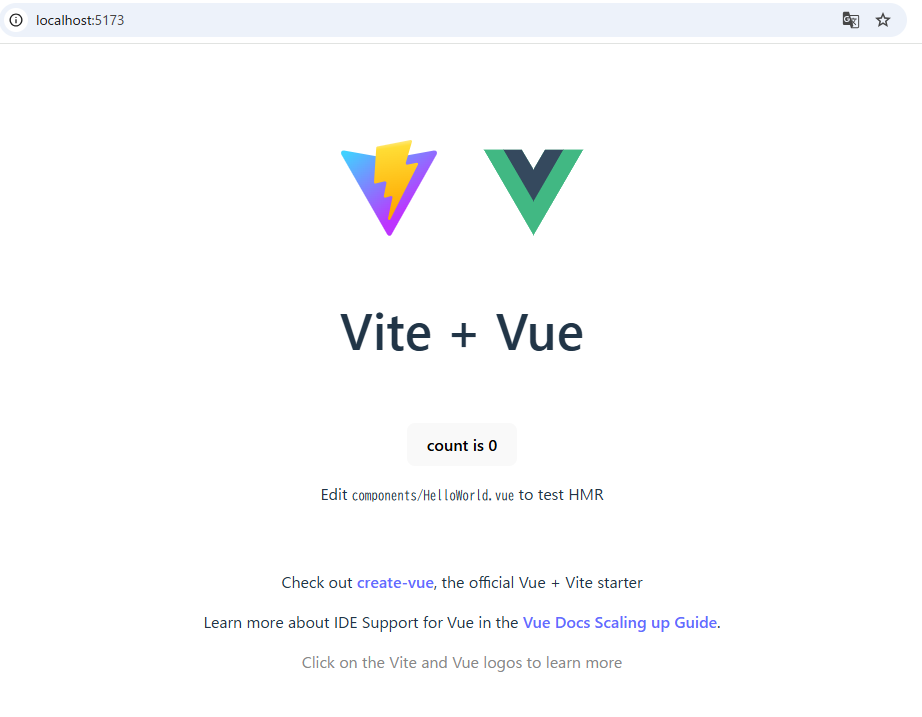 localhost:5173
Vite + Vue
count is 0
Edit components/HelloWorld.vue to test HMR
Check out create-vue, the official Vue + Vite starter
Learn more about IDE Support for Vue in the Vue Docs Scaling up Guide.
Click on the Vite and Vue logos to learn more